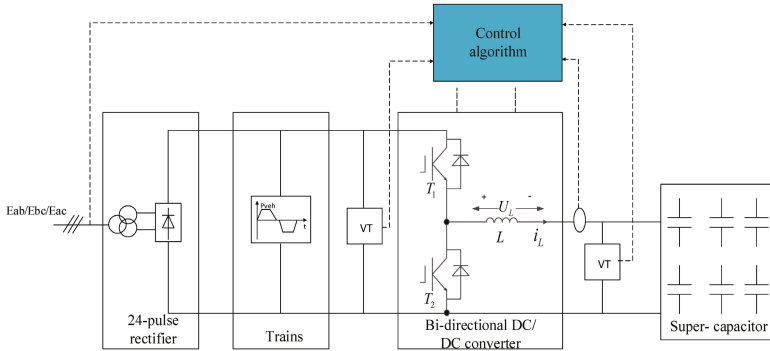 Control
algorithm
Eab/Ebc/Eac
Pveh
t
VT
T1
+ UL -
L iL
T2
VT
24-pulse
rectifier
Trains
Bi-directional DC/
DC converter
Super- capacitor